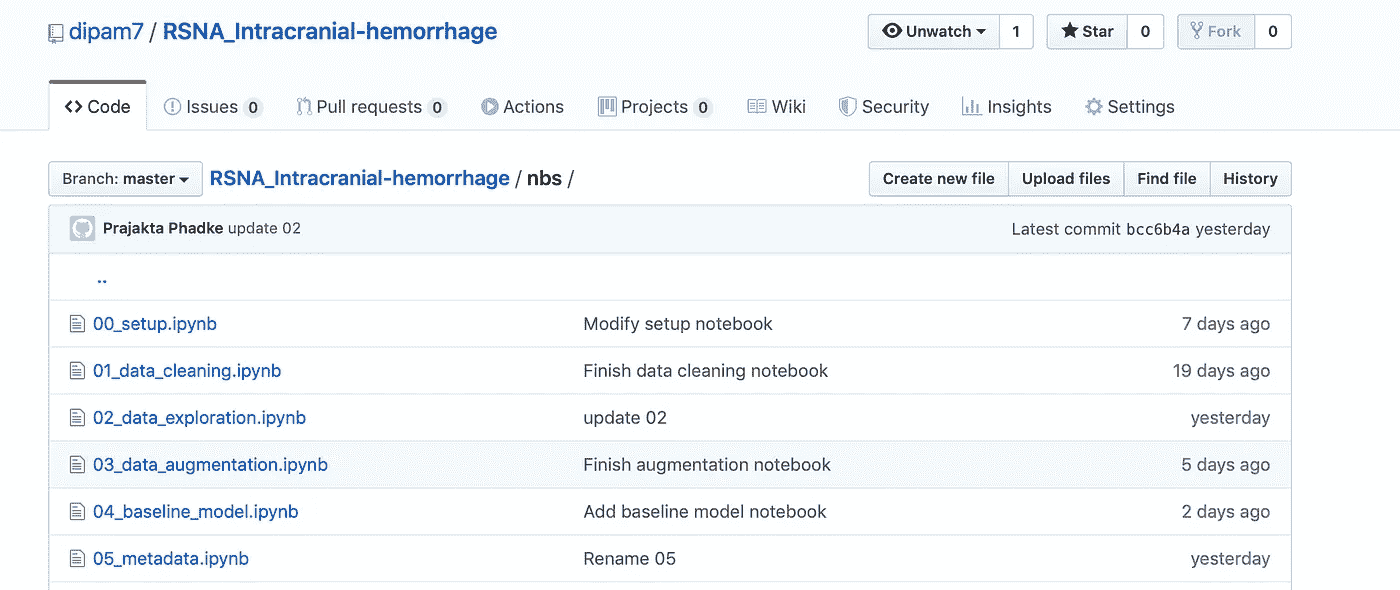 dipam7 / RSNA_Intracranial-hemorrhage Unwatch 1 Star 0 Fork 0
Code Issues 0 Pull requests 0 Actions Projects 0 Wiki Security Insights Settings
Branch: master RSNA_Intracranial-hemorrhage / nbs / Create new file Upload files Find file History
Prajakta Phadke update 02 Latest commit bcc6b4a yesterday
..
00_setup.ipynb Modify setup notebook 7 days ago
01_data_cleaning.ipynb Finish data cleaning notebook 19 days ago
02_data_exploration.ipynb update 02 yesterday
03_data_augmentation.ipynb Finish augmentation notebook 5 days ago
04_baseline_model.ipynb Add baseline model notebook 2 days ago
05_metadata.ipynb Rename 05 yesterday